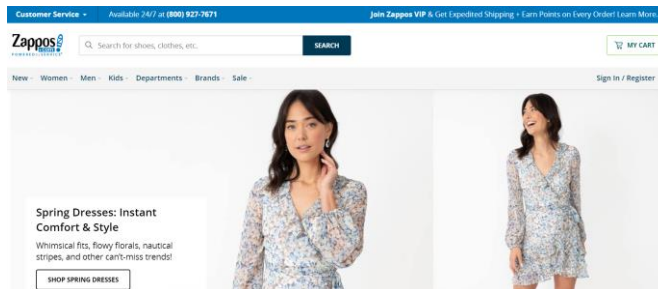 Customer Service
Available 24/7 at (800) 927-7671
Join Zappos VIP & Get Expedited Shipping + Earn Points on Every Order! Learn More.
Zappos
POWERED by SERVICE
Search for shoes, clothes, etc.
SEARCH
MY CART
New Women Men Kids Departments Brands Sale
Sign In / Register
Spring Dresses: Instant
Comfort & Style
Whimsical fits, flowy florals, nautical
stripes, and other can't-miss trends!
SHOP SPRING DRESSES